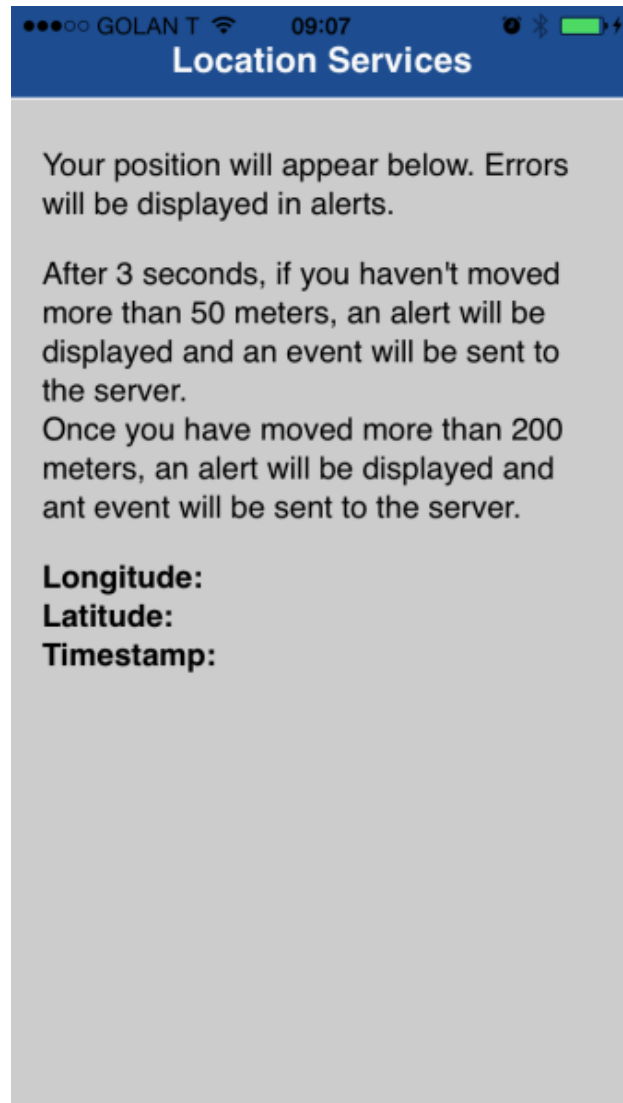 GOLAN T 09:07
Location Services
Your position will appear below. Errors
will be displayed in alerts.
After 3 seconds, if you haven't moved
more than 50 meters, an alert will be
displayed and an event will be sent to
the server.
Once you have moved more than 200
meters, an alert will be displayed and
ant event will be sent to the server.
Longitude:
Latitude:
Timestamp: